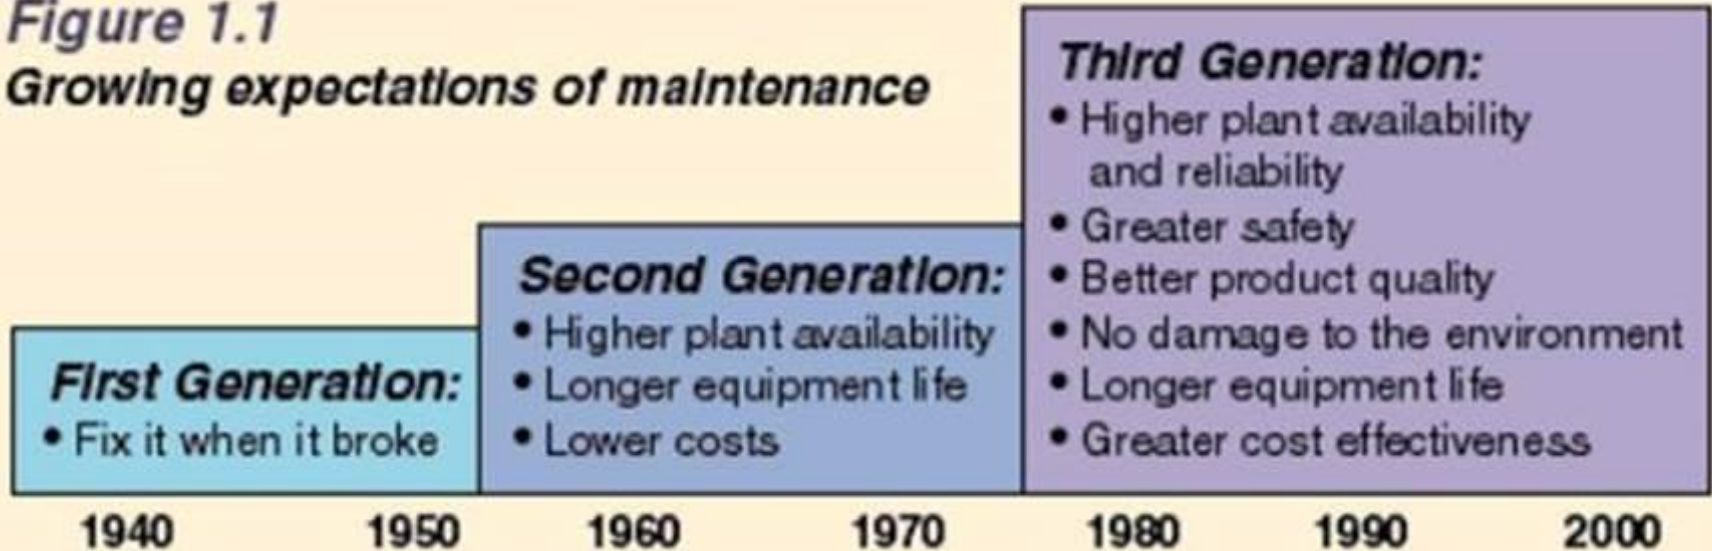 Figure 1.1
Growing expectations of maintenance
First Generation:
• Fix it when it broke
Second Generation:
• Higher plant availability
• Longer equipment life
• Lower costs
Third Generation:
• Higher plant availability
and reliability
• Greater safety
• Better product quality
• No damage to the environment
• Longer equipment life
• Greater cost effectiveness
1940 1950 1960 1970 1980 1990 2000